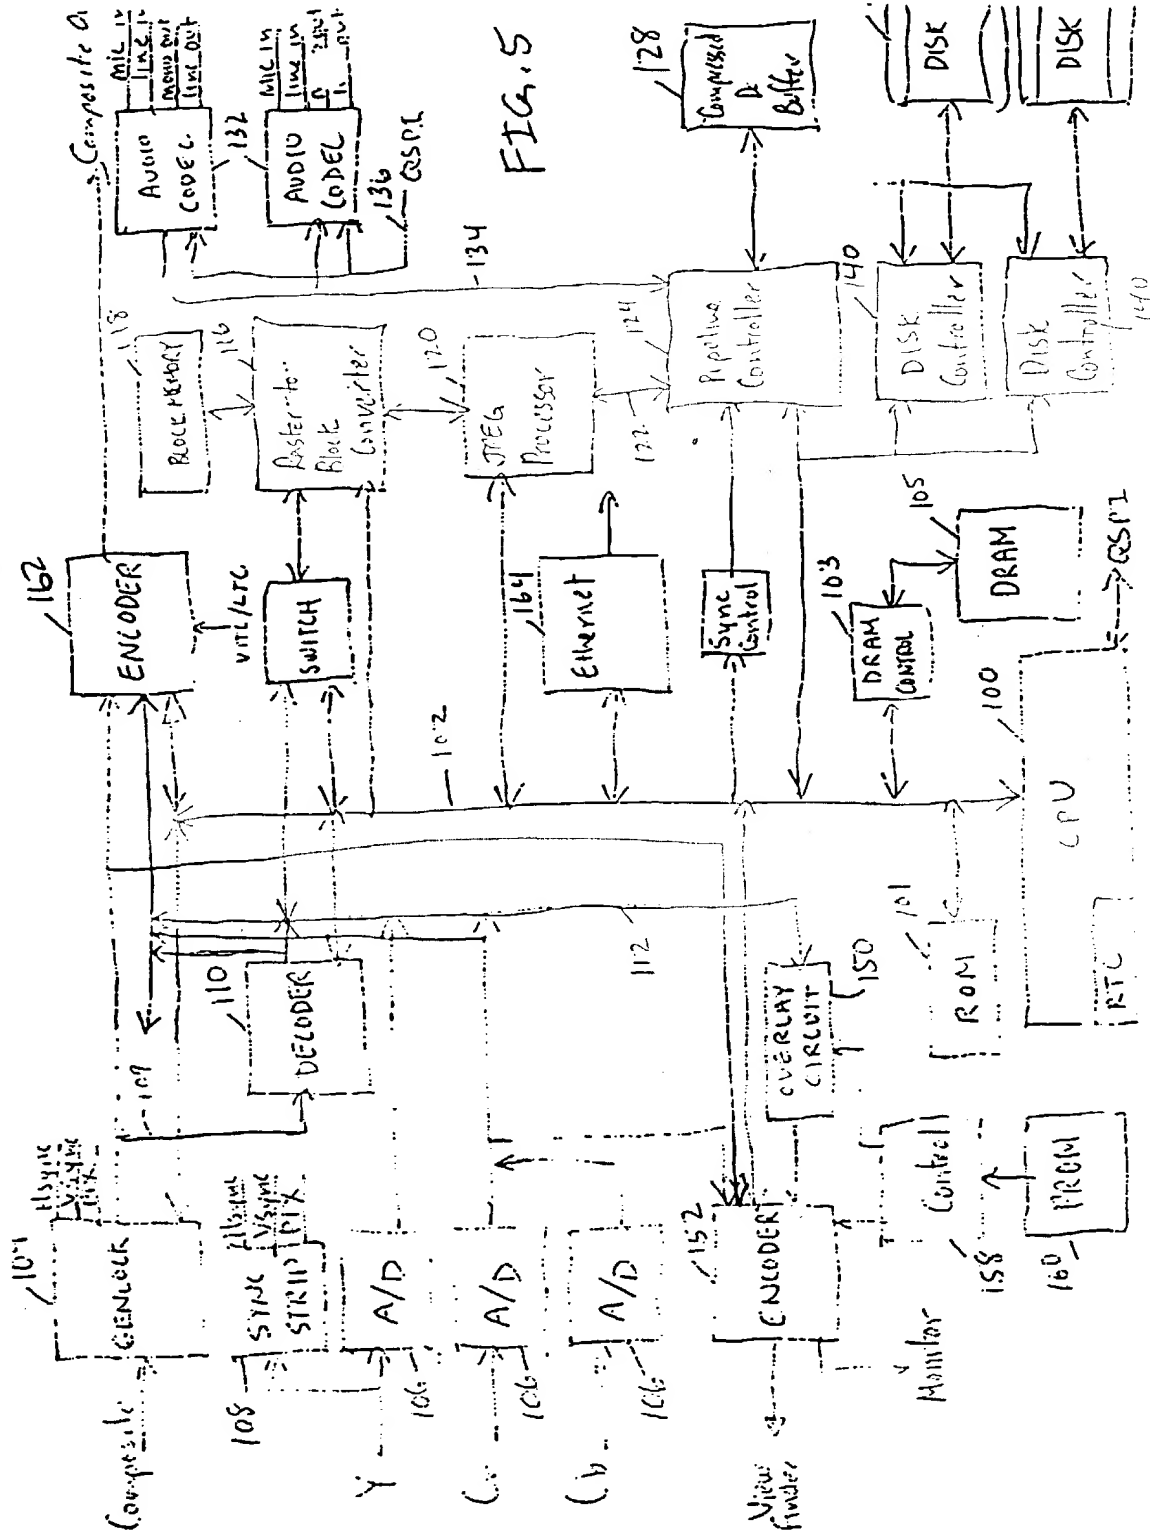 FIG. 5
Composite
104
GENLOCK
Hsync
Vsync
PIX
109
108
SYNC
STRIP
Hsync
Vsync
PIX
Y
A/D
106
A/D
106
Cb
A/D
106
110
DECODER
112
162
ENCODER
VITC/LTC
SWITCH
102
118
BLOCK MEMORY
116
Raster-to-
Block
Converter
120
JPEG
Processor
122
124
Pipeline
Controller
134
Composite
AUDIO
CODEC
Mic in
line in
mono out
line out
132
AUDIO
CODEC
Mic in
line in
out
136
QSPI
128
Compressed
Buffer
DISK
DISK
140
Disk
Controller
Disk
Controller
140
164
Ethernet
Sync
Control
103
DRAM
CONTROL
105
DRAM
QSPI
100
CPU
RTC
101
ROM
OVERLAY
CIRCUIT
150
152
ENCODER
View
Finder
Monitor
Control
158
PROM
160